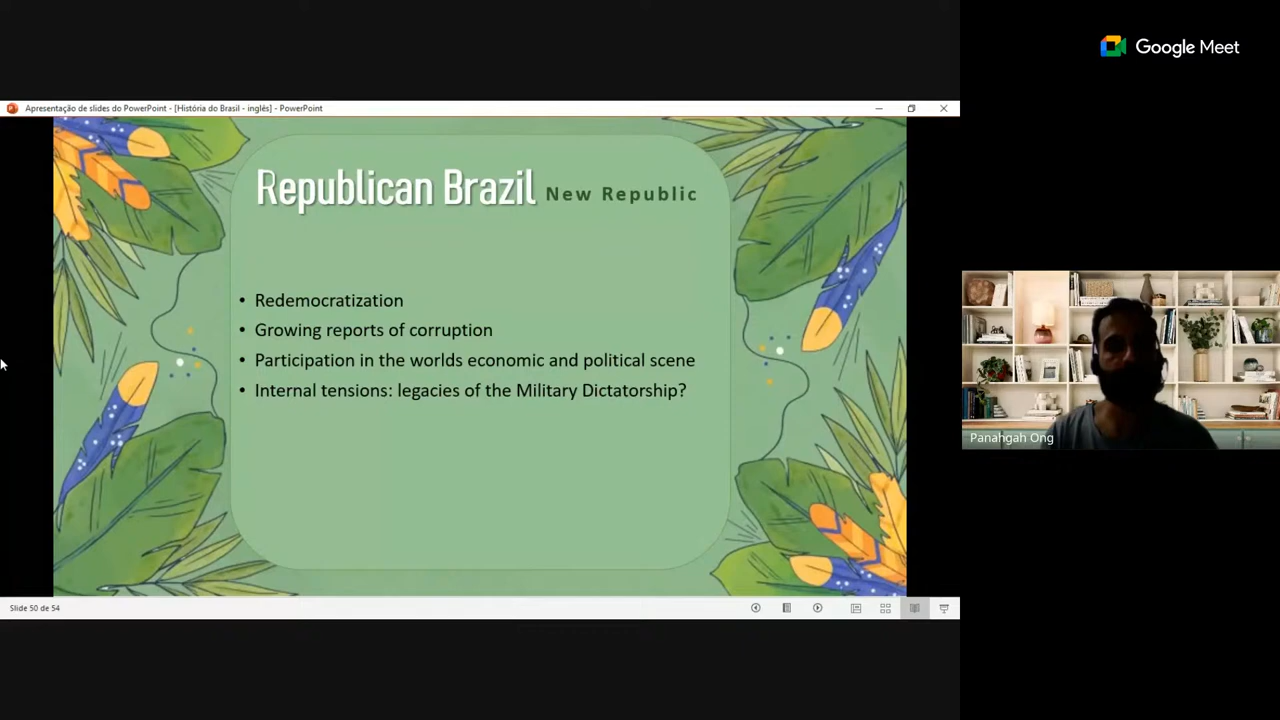 Google Meet
Apresentação de slides do PowerPoint - [História do Brasil - inglês] - PowerPoint
Republican Brazil New Republic
• Redemocratization
• Growing reports of corruption
• Participation in the worlds economic and political scene
• Internal tensions: legacies of the Military Dictatorship?
Panahgah Ong
Slide 50 de 54